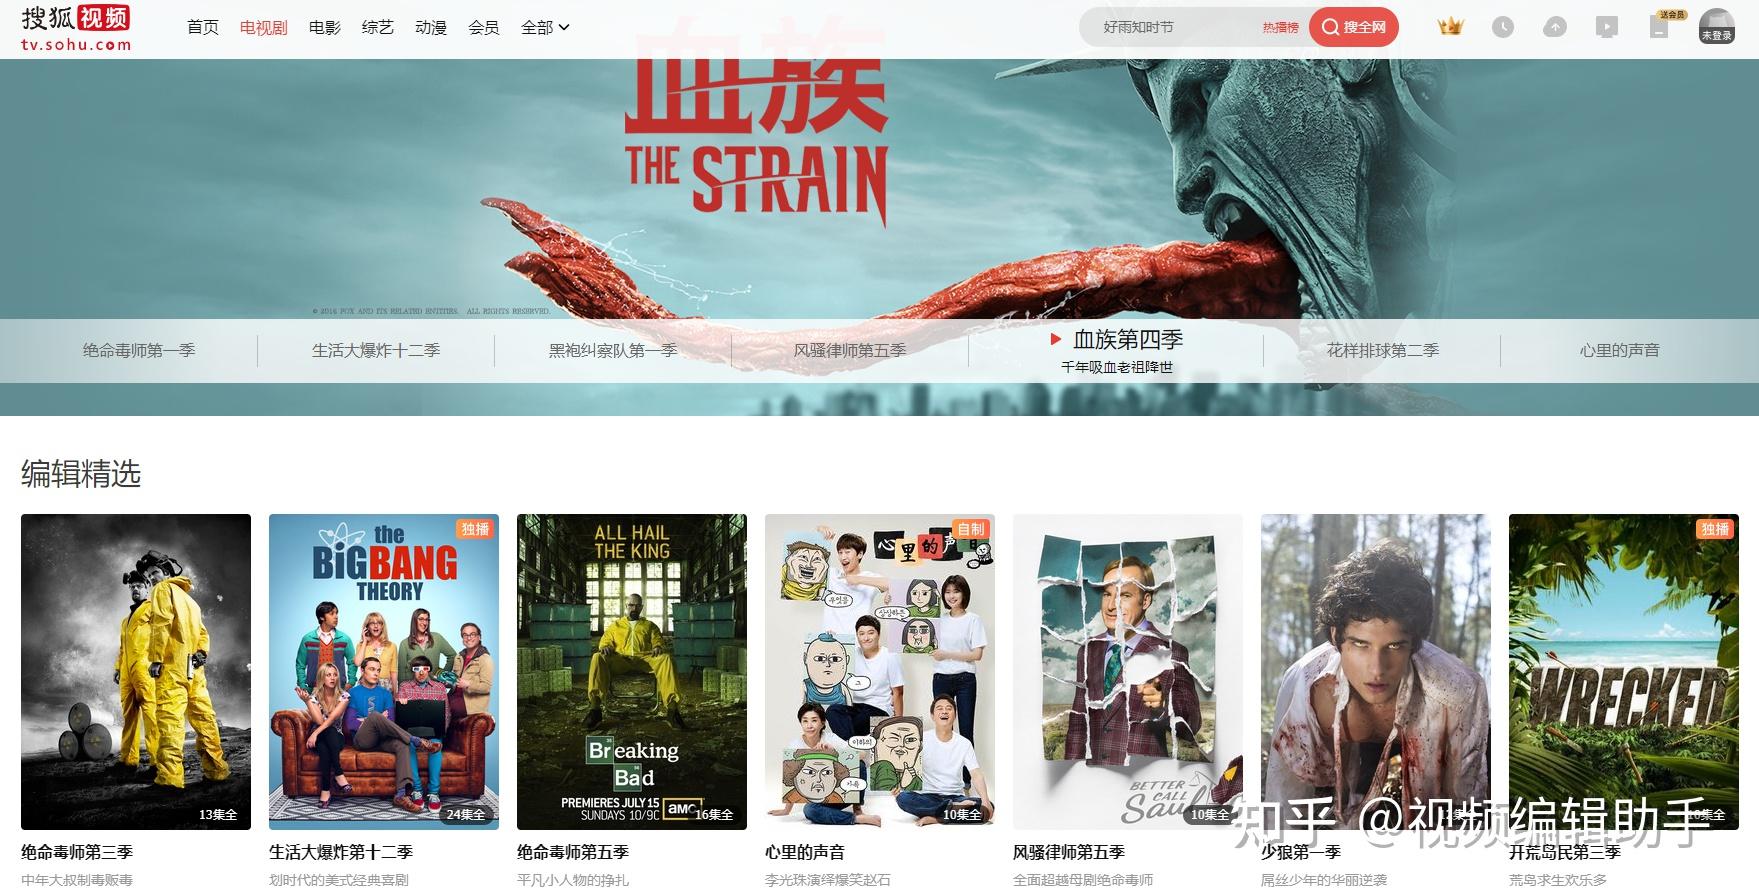 搜狐视频
tv.sohu.com
首页 电视剧 电影 综艺 动漫 会员 全部
好雨知时节 热播榜 搜全网
送会员
未登录
血族
THE STRAIN
© 2016 FOX AND ITS RELATED ENTITIES. ALL RIGHTS RESERVED.
绝命毒师第一季 生活大爆炸十二季 黑袍纠察队第一季 风骚律师第五季 血族第四季 花样排球第二季 心里的声音
千年吸血老祖降世
编辑精选
13集全
绝命毒师第三季
中年大叔制毒贩毒
独播
the
BIG BANG
THEORY
24集全
生活大爆炸第十二季
划时代的美式经典喜剧
ALL HAIL
THE KING
Breaking
Bad
PREMIERES JULY 15
SUNDAYS 10/9C
amc
16集全
绝命毒师第五季
平凡小人物的挣扎
自制
心里的声音
10集全
心里的声音
李光珠演绎爆笑赵石
BETTER
CALL
Saul
10集全
风骚律师第五季
全面超越母剧绝命毒师
少狼第一季
屌丝少年的华丽逆袭
独播
WRECKED
开荒岛民第三季
荒岛求生欢乐多
知乎 @视频编辑助手